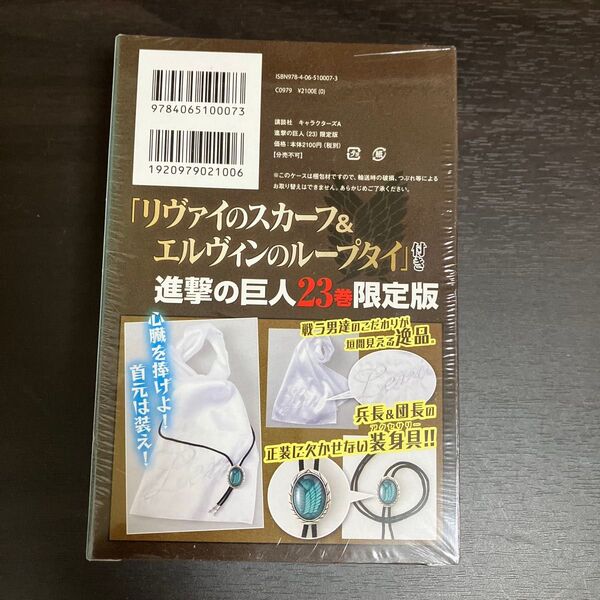 ISBN978-4-06-510007-3
C0979 ¥2100E (0)
9784065100073
1920979021006
講談社 キャラクターズA
進撃の巨人 (23) 限定版
価格:本体2100円(税別)
【分売不可】
プラ
紙
※このケースは梱包材ですので、輸送時の破損、つぶれ等による
お取り替えはできません。あらかじめご了承ください。
「リヴァイのスカーフ&
エルヴィンのループタイ」付き
進撃の巨人23巻限定版
心臓を捧げよ!
首元は装え!
戦う男達のこだわりが
垣間見える逸品。
兵長&団長の
正装に欠かせない装身具!!
アクセサリー